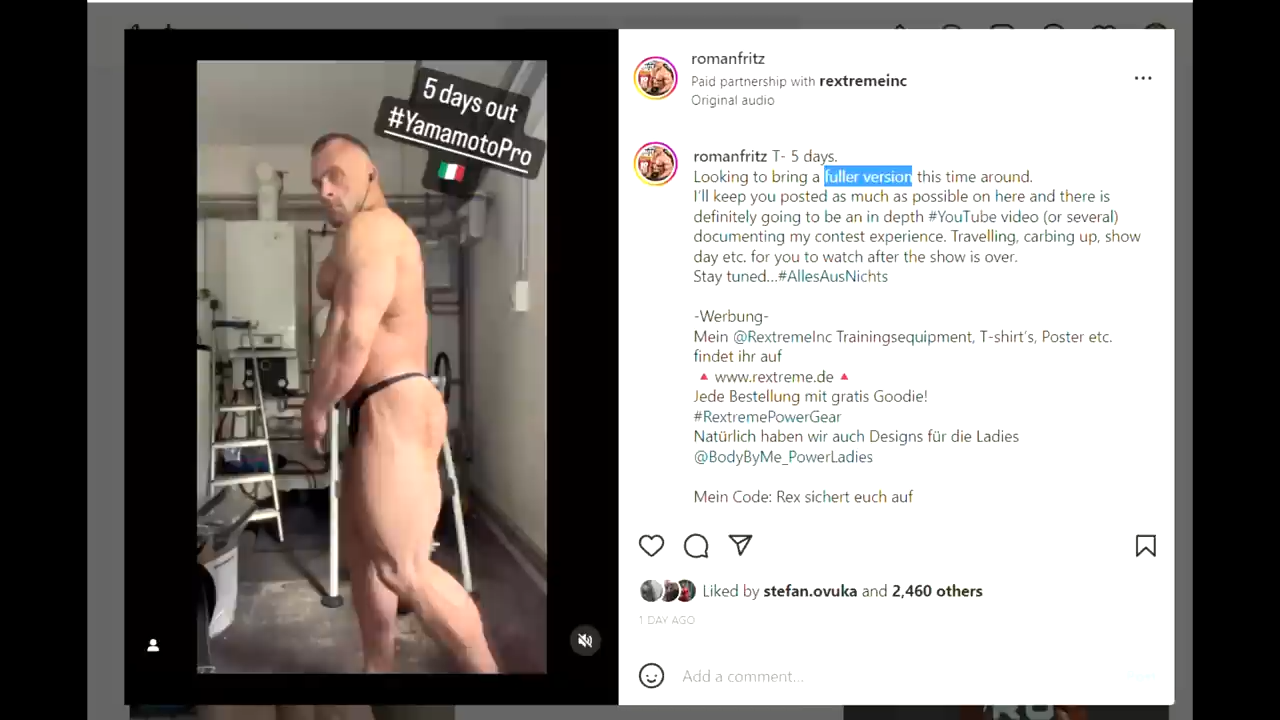 5 days out
#YamamotoPro
romanfritz
Paid partnership with rextremeinc
Original audio
romanfritz T- 5 days.
Looking to bring a fuller version this time around.
I'll keep you posted as much as possible on here and there is
definitely going to be an in depth #YouTube video (or several)
documenting my contest experience. Travelling, carbing up, show
day etc. for you to watch after the show is over.
Stay tuned...#AllesAusNichts
-Werbung-
Mein @RextremeInc Trainingsequipment, T-shirt's, Poster etc.
findet ihr auf
🔺 www.rextreme.de 🔺
Jede Bestellung mit gratis Goodie!
#RextremePowerGear
Natürlich haben wir auch Designs für die Ladies
@BodyByMe_PowerLadies
Mein Code: Rex sichert euch auf
Liked by stefan.ovuka and 2,460 others
1 DAY AGO
Add a comment...